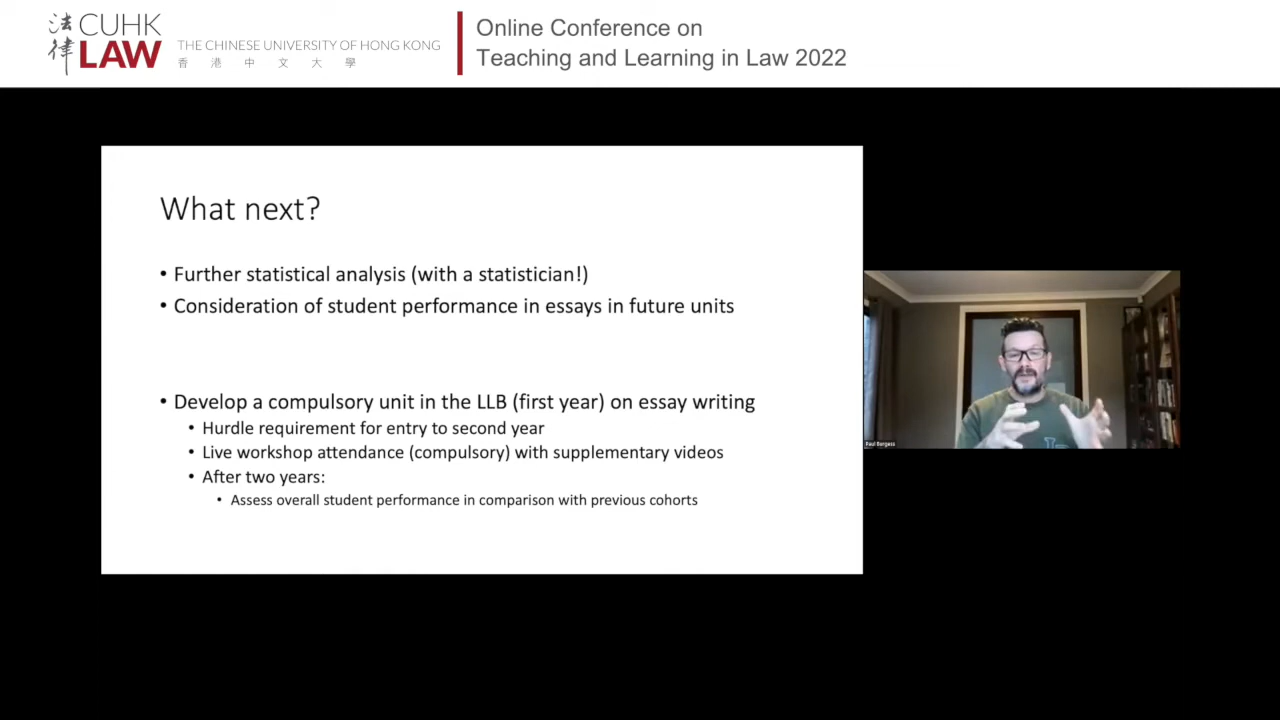 法律
CUHK
LAW
THE CHINESE UNIVERSITY OF HONG KONG
香港中文大學
Online Conference on
Teaching and Learning in Law 2022
What next?
• Further statistical analysis (with a statistician!)
• Consideration of student performance in essays in future units
• Develop a compulsory unit in the LLB (first year) on essay writing
• Hurdle requirement for entry to second year
• Live workshop attendance (compulsory) with supplementary videos
• After two years:
• Assess overall student performance in comparison with previous cohorts
Paul Burgess